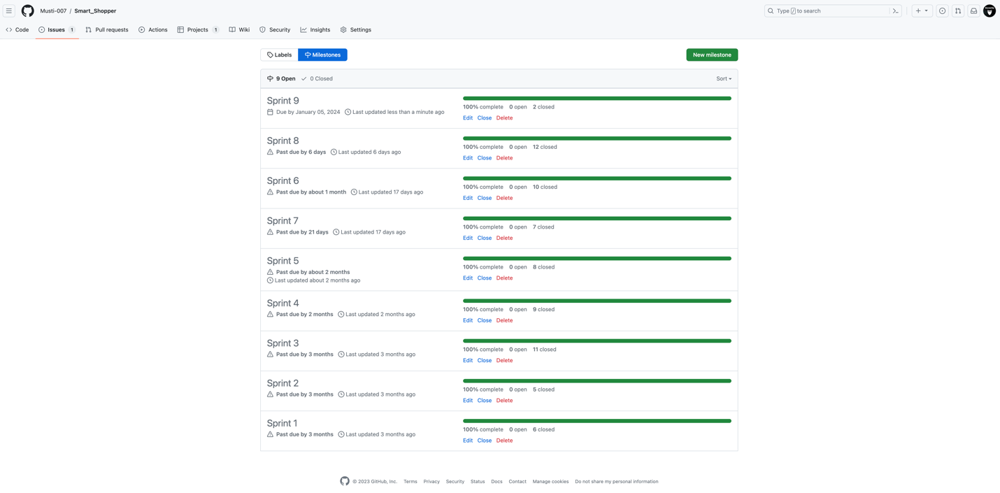 Musti-007 / Smart_Shopper
Type / to search
Code
Issues 1
Pull requests
Actions
Projects 1
Wiki
Security
Insights
Settings
Labels
Milestones
New milestone
9 Open
0 Closed
Sort
Sprint 9
Due by January 05, 2024 Last updated less than a minute ago
100% complete 0 open 2 closed
Edit Close Delete
Sprint 8
Past due by 6 days Last updated 6 days ago
100% complete 0 open 12 closed
Edit Close Delete
Sprint 6
Past due by about 1 month Last updated 17 days ago
100% complete 0 open 10 closed
Edit Close Delete
Sprint 7
Past due by 21 days Last updated 17 days ago
100% complete 0 open 7 closed
Edit Close Delete
Sprint 5
Past due by about 2 months
Last updated about 2 months ago
100% complete 0 open 8 closed
Edit Close Delete
Sprint 4
Past due by 2 months Last updated 2 months ago
100% complete 0 open 9 closed
Edit Close Delete
Sprint 3
Past due by 3 months Last updated 3 months ago
100% complete 0 open 11 closed
Edit Close Delete
Sprint 2
Past due by 3 months Last updated 3 months ago
100% complete 0 open 5 closed
Edit Close Delete
Sprint 1
Past due by 3 months Last updated 3 months ago
100% complete 0 open 6 closed
Edit Close Delete
© 2023 GitHub, Inc. Terms Privacy Security Status Docs Contact Manage cookies Do not share my personal information